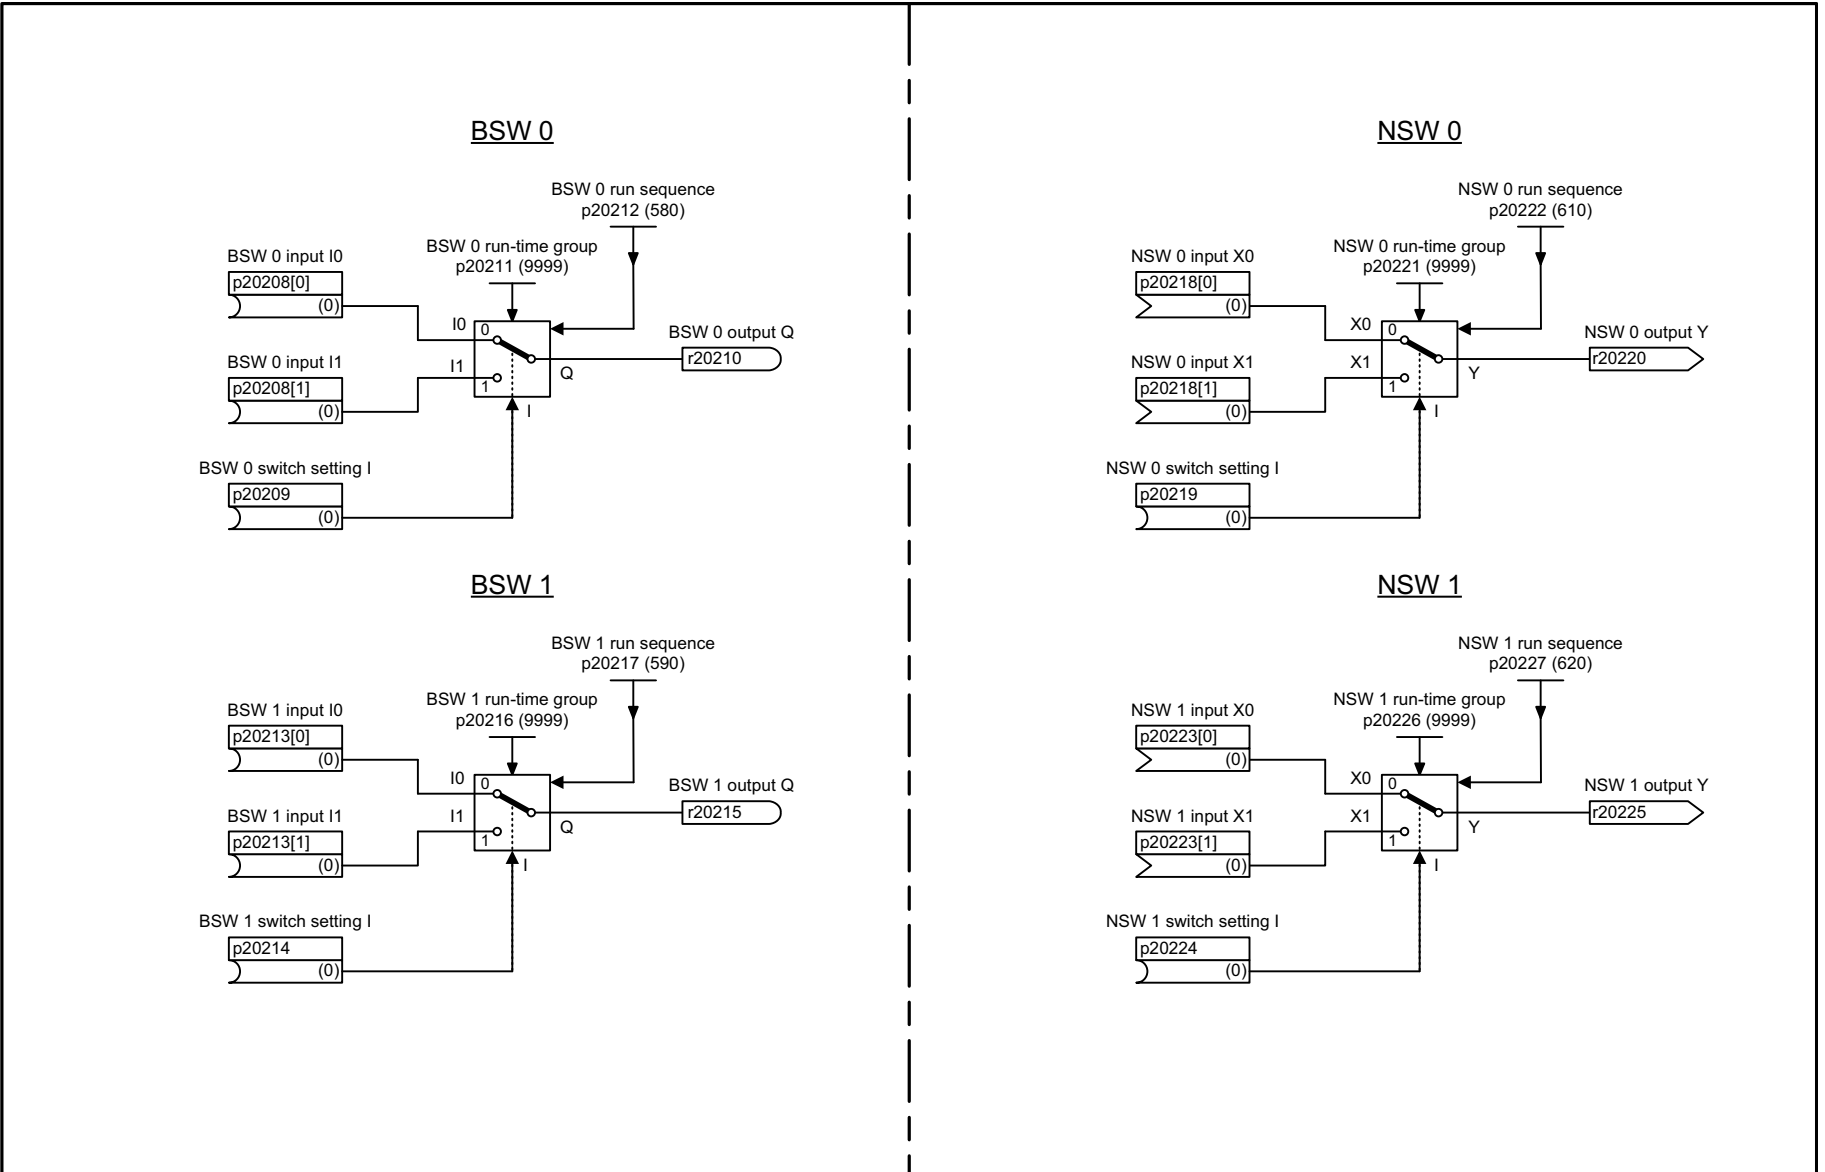 BSW 0
BSW 0 run sequence
p20212 (580)
BSW 0 run-time group
p20211 (9999)
BSW 0 input I0
p20208[0]
(0)
I0
0
BSW 0 output Q
r20210
BSW 0 input I1
p20208[1]
(0)
I1
1
Q
I
BSW 0 switch setting I
p20209
(0)
BSW 1
BSW 1 run sequence
p20217 (590)
BSW 1 run-time group
p20216 (9999)
BSW 1 input I0
p20213[0]
(0)
I0
0
BSW 1 output Q
r20215
BSW 1 input I1
p20213[1]
(0)
I1
1
Q
I
BSW 1 switch setting I
p20214
(0)
NSW 0
NSW 0 run sequence
p20222 (610)
NSW 0 run-time group
p20221 (9999)
NSW 0 input X0
p20218[0]
(0)
X0
0
NSW 0 output Y
r20220
NSW 0 input X1
p20218[1]
(0)
X1
1
Y
I
NSW 0 switch setting I
p20219
(0)
NSW 1
NSW 1 run sequence
p20227 (620)
NSW 1 run-time group
p20226 (9999)
NSW 1 input X0
p20223[0]
(0)
X0
0
NSW 1 output Y
r20225
NSW 1 input X1
p20223[1]
(0)
X1
1
Y
I
NSW 1 switch setting I
p20224
(0)